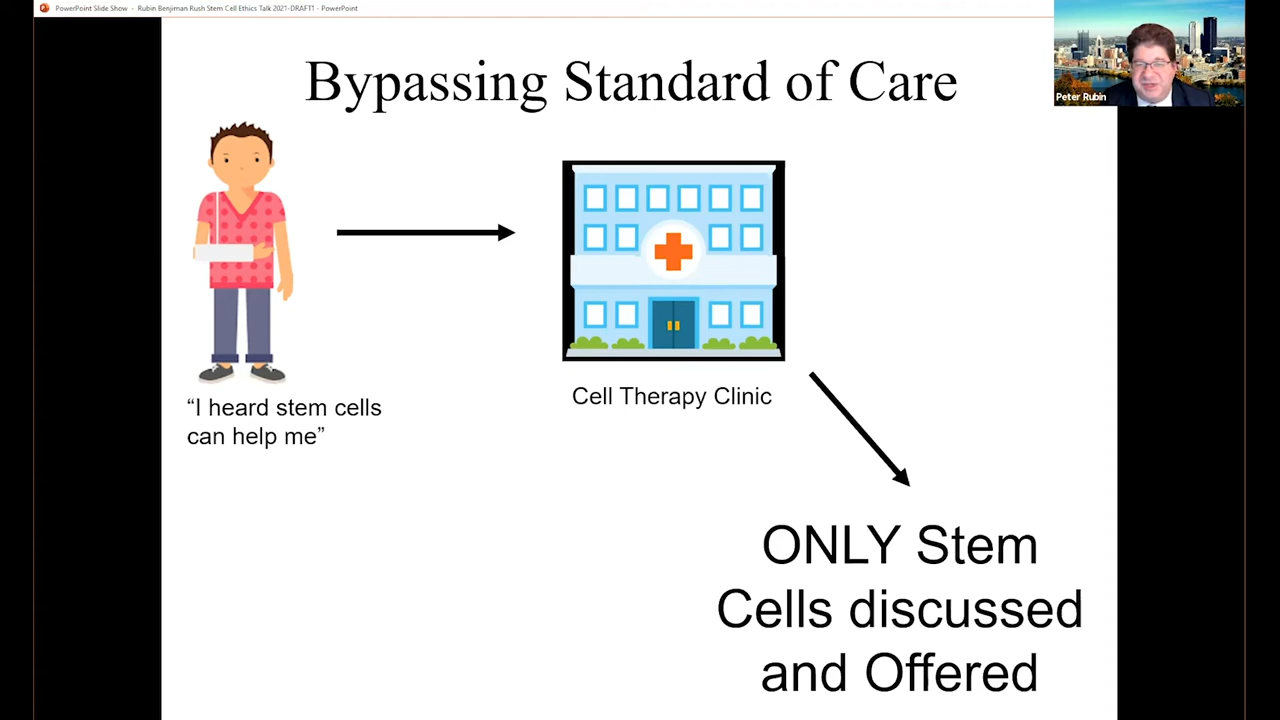 PowerPoint Slide Show - Rubin Benjiman Rush Stem Cell Ethics Talk 2021-DRAFT1 - PowerPoint
Bypassing Standard of Care
Peter Rubin
“I heard stem cells
can help me”
Cell Therapy Clinic
ONLY Stem
Cells discussed
and Offered